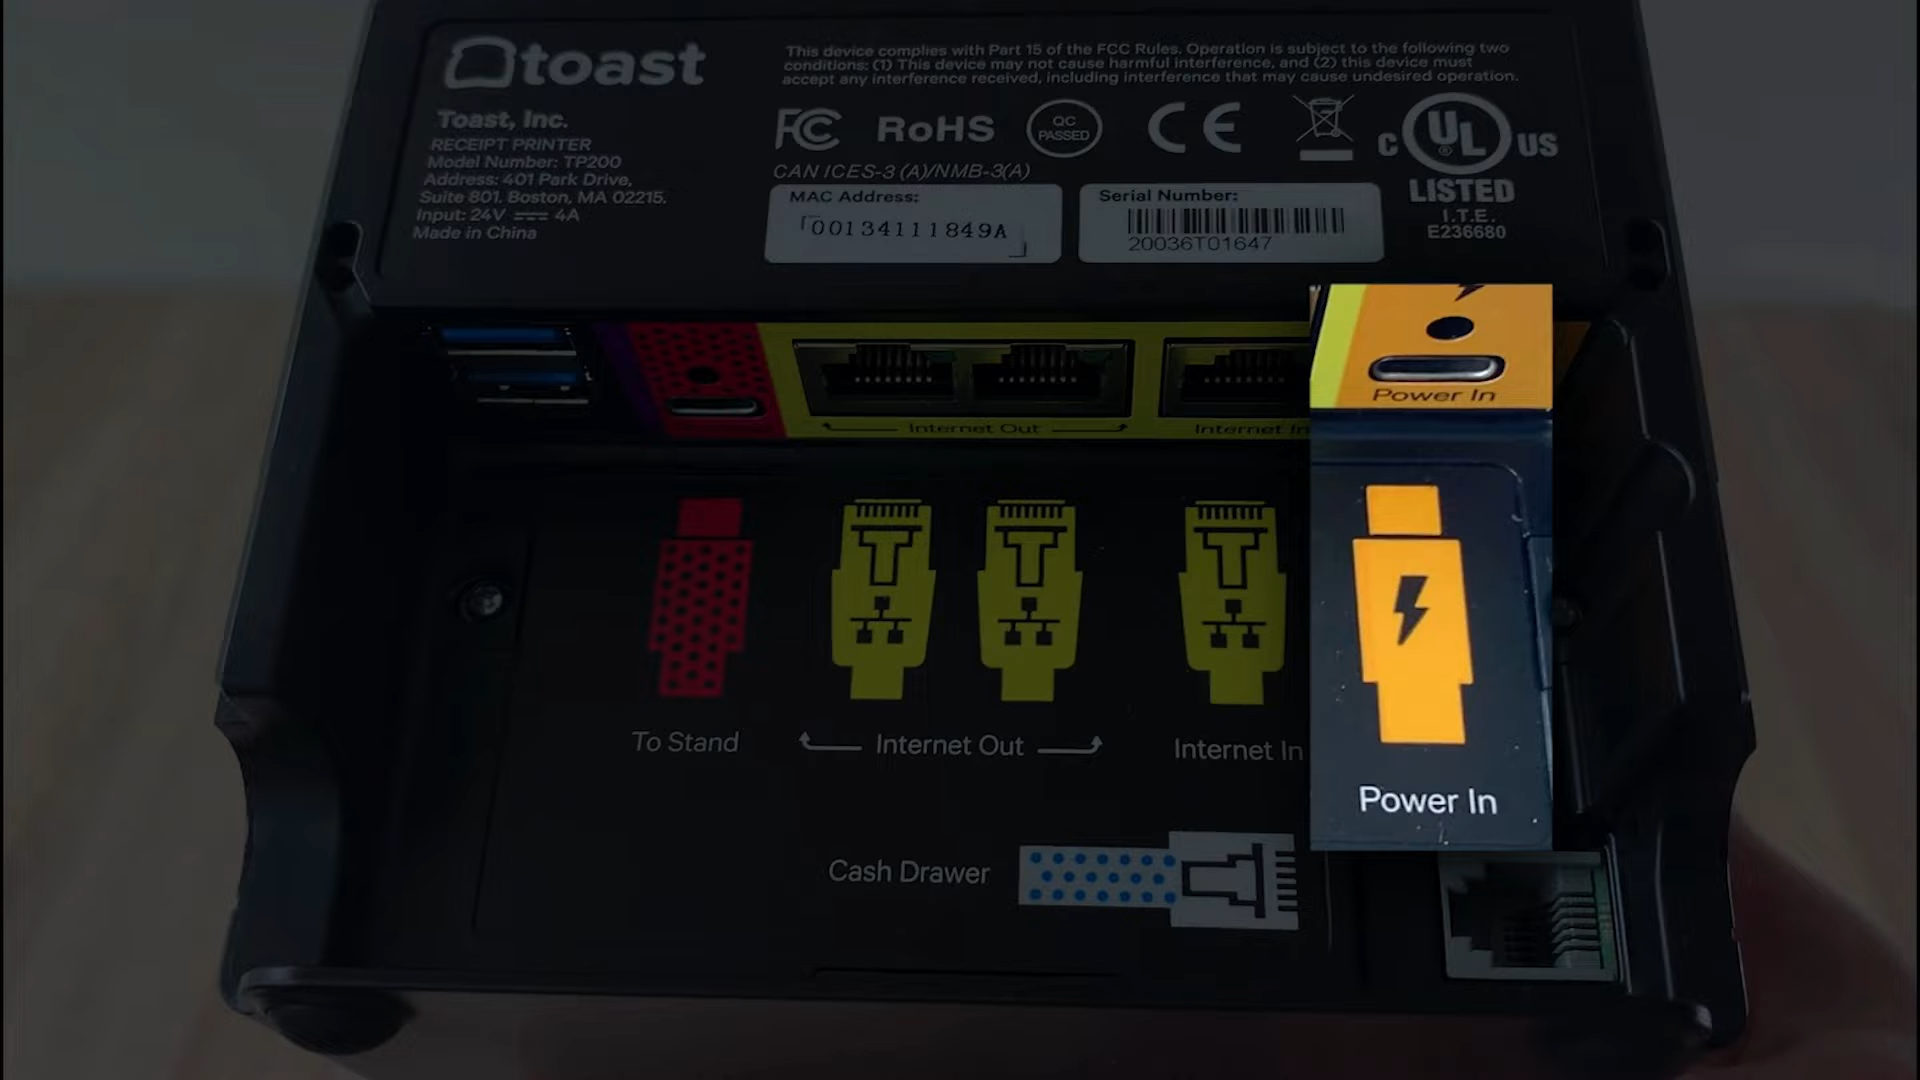 toast
This device complies with Part 15 of the FCC Rules. Operation is subject to the following two
conditions: (1) This device may not cause harmful interference, and (2) this device must
accept any interference received, including interference that may cause undesired operation.
Toast, Inc.
RECEIPT PRINTER
Model Number: TP200
Address: 401 Park Drive,
Suite 801. Boston, MA 02215.
Input: 24V ⎓ 4A
Made in China
FC
RoHS
QC
PASSED
CE
C UL US
®
LISTED
I.T.E.
E236680
CAN ICES-3 (A)/NMB-3(A)
MAC Address:
00134111849A
Serial Number:
20036T01647
Internet Out
Internet In
Power In
To Stand
Internet Out
Internet In
Power In
Cash Drawer